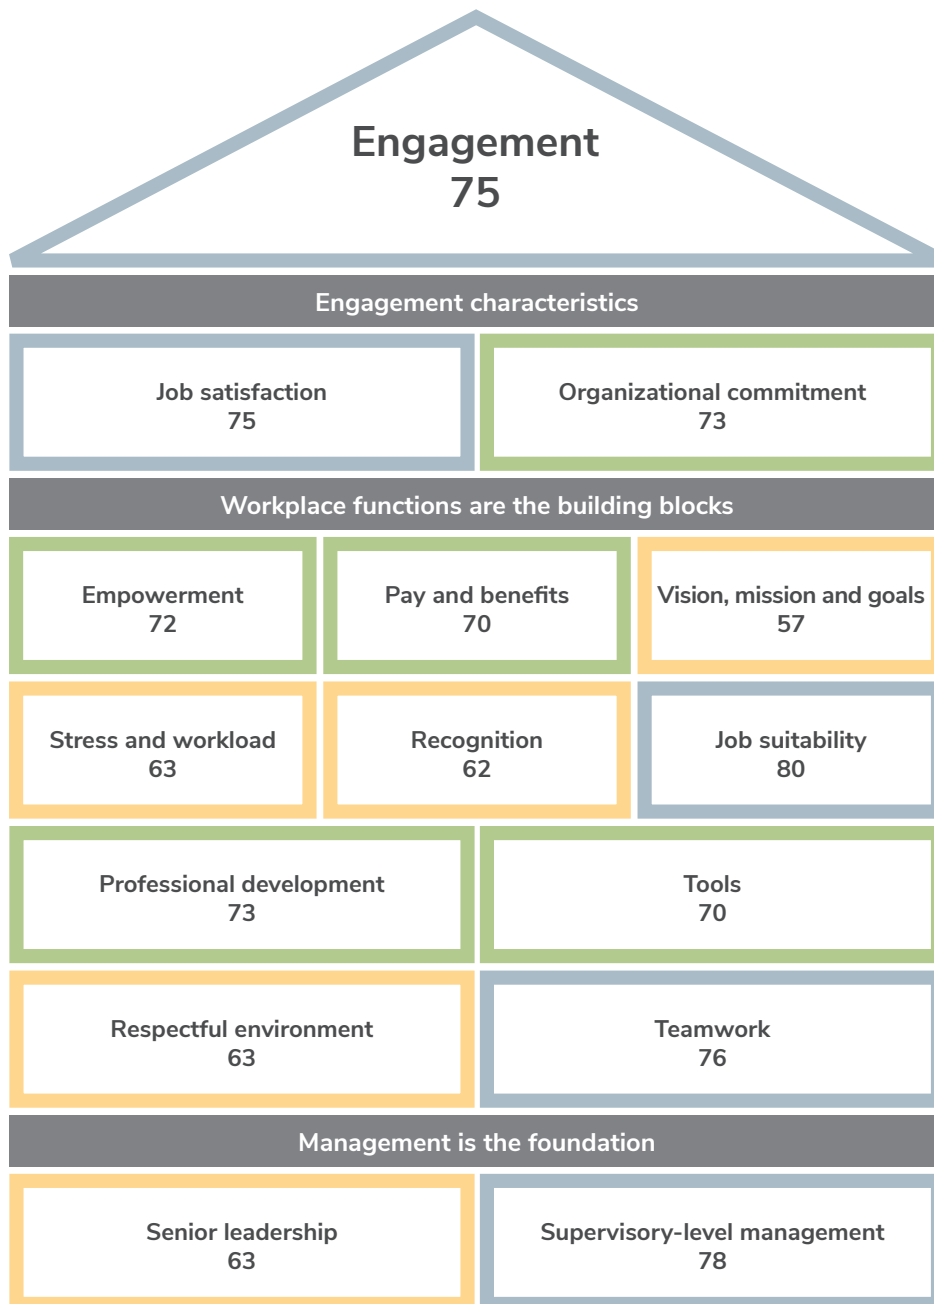 Engagement
75
Engagement characteristics
Job satisfaction
75
Organizational commitment
73
Workplace functions are the building blocks
Empowerment
72
Pay and benefits
70
Vision, mission and goals
57
Stress and workload
63
Recognition
62
Job suitability
80
Professional development
73
Tools
70
Respectful environment
63
Teamwork
76
Management is the foundation
Senior leadership
63
Supervisory-level management
78